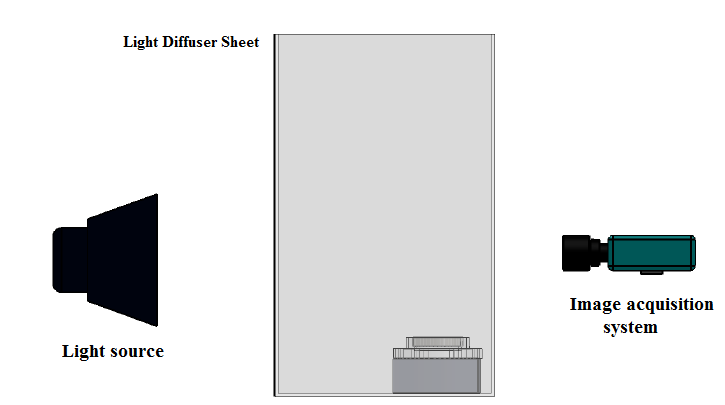 Light Diffuser Sheet
Light source
Image acquisition
system